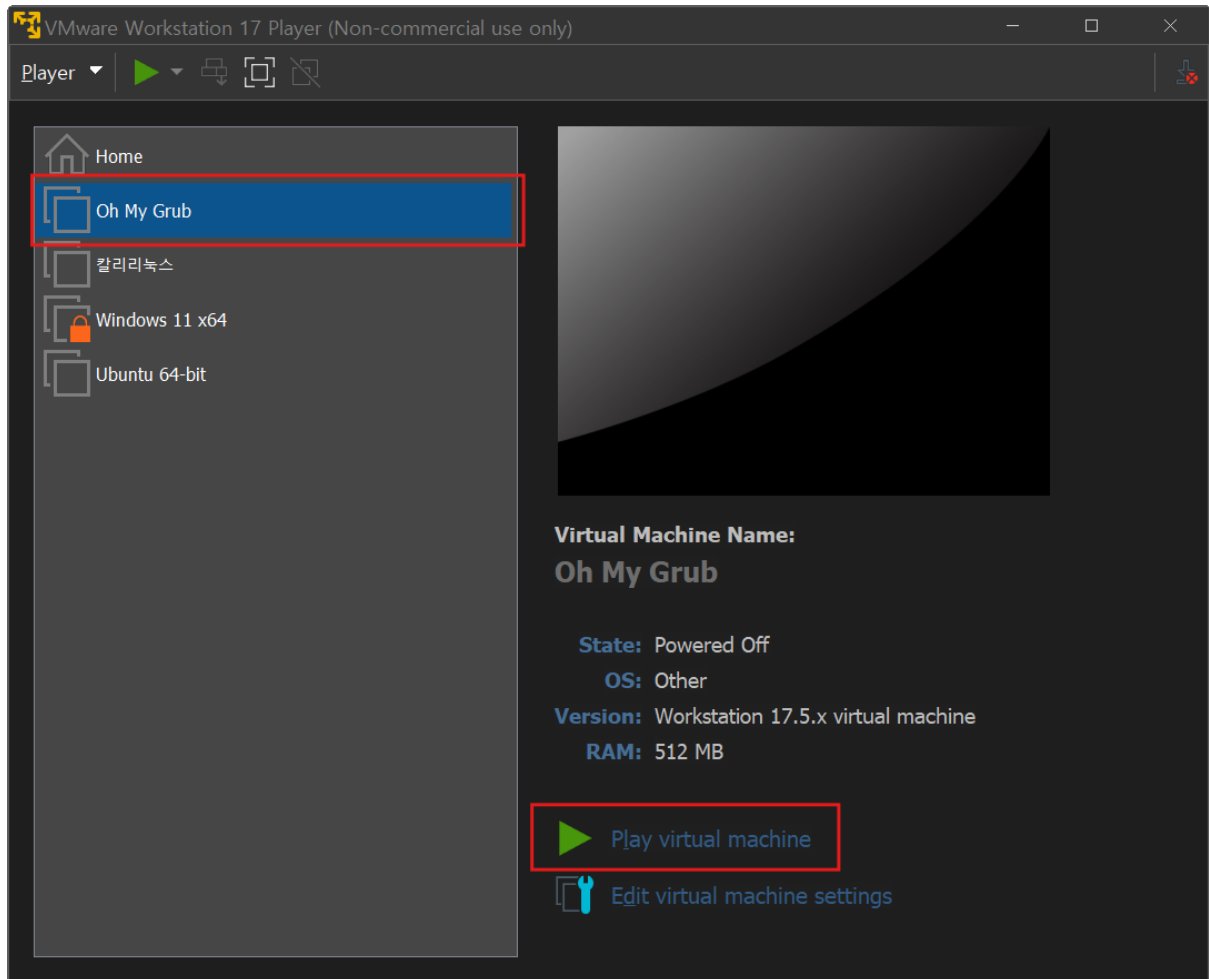 VMware Workstation 17 Player (Non-commercial use only)
Player
Home
Oh My Grub
칼리리눅스
Windows 11 x64
Ubuntu 64-bit
Virtual Machine Name:
Oh My Grub
State: Powered Off
OS: Other
Version: Workstation 17.5.x virtual machine
RAM: 512 MB
Play virtual machine
Edit virtual machine settings